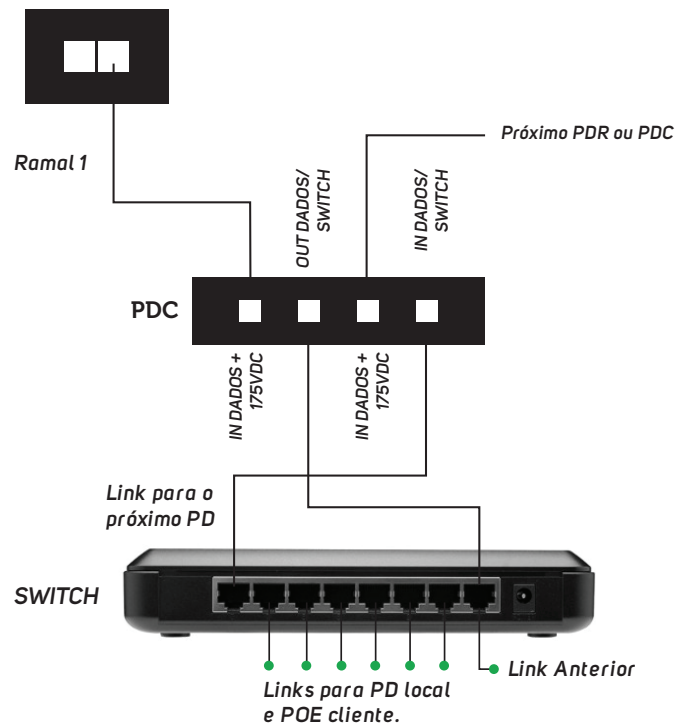 Próximo PDR ou PDC
Ramal 1
OUT DADOS/
SWITCH
IN DADOS/
SWITCH
PDC
IN DADOS +
175VDC
IN DADOS +
175VDC
Link para o
próximo PD
SWITCH
Link Anterior
Links para PD local
e POE cliente.